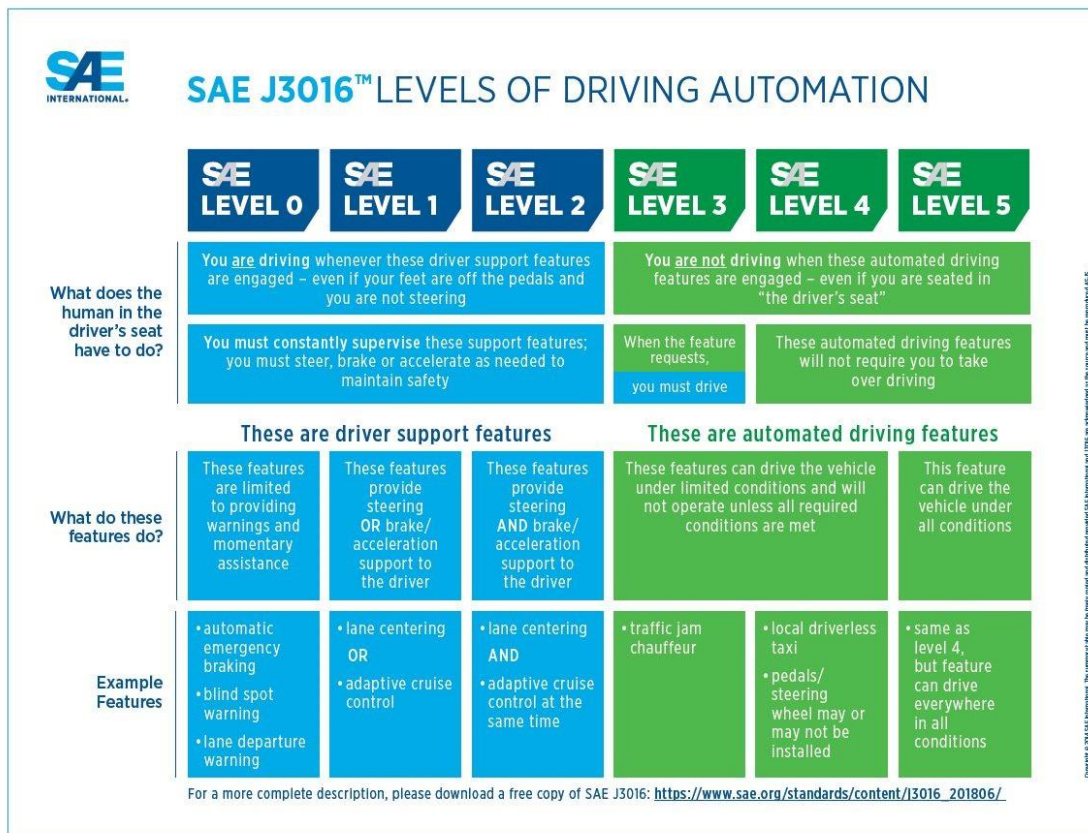 SAE
INTERNATIONAL®
SAE J3016™ LEVELS OF DRIVING AUTOMATION
SAE
LEVEL 0
SAE
LEVEL 1
SAE
LEVEL 2
SAE
LEVEL 3
SAE
LEVEL 4
SAE
LEVEL 5
What does the
human in the
driver's seat
have to do?
You are driving whenever these driver support features
are engaged – even if your feet are off the pedals and
you are not steering
You are not driving when these automated driving
features are engaged – even if you are seated in
“the driver's seat”
You must constantly supervise these support features;
you must steer, brake or accelerate as needed to
maintain safety
When the feature
requests,
you must drive
These automated driving features
will not require you to take
over driving
These are driver support features
These are automated driving features
What do these
features do?
These features
are limited
to providing
warnings and
momentary
assistance
These features
provide
steering
OR brake/
acceleration
support to
the driver
These features
provide
steering
AND brake/
acceleration
support to
the driver
These features can drive the vehicle
under limited conditions and will
not operate unless all required
conditions are met
This feature
can drive the
vehicle under
all conditions
Example
Features
• automatic
emergency
braking
• blind spot
warning
• lane departure
warning
• lane centering
OR
• adaptive cruise
control
• lane centering
AND
• adaptive cruise
control at the
same time
• traffic jam
chauffeur
• local driverless
taxi
• pedals/
steering
wheel may or
may not be
installed
• same as
level 4,
but feature
can drive
everywhere
in all
conditions
For a more complete description, please download a free copy of SAE J3016: https://www.sae.org/standards/content/J3016_201806/